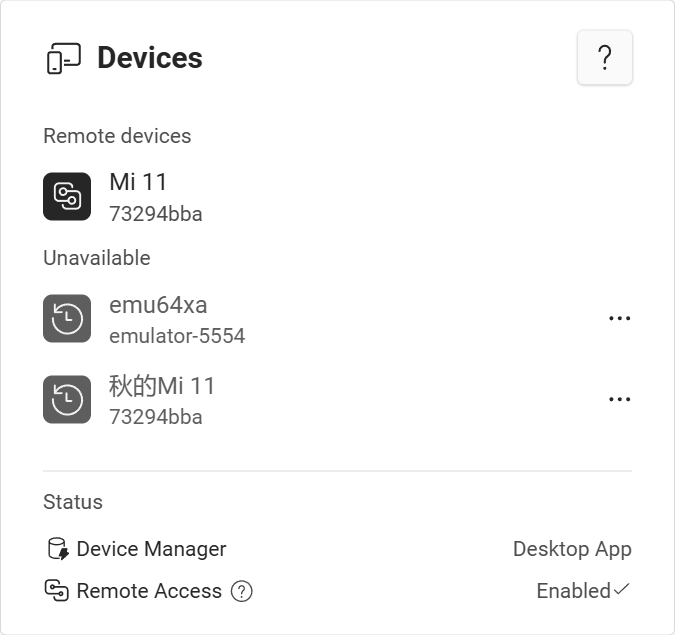 Devices
?
Remote devices
Mi 11
73294bba
Unavailable
emu64xa
emulator-5554
秋的Mi 11
73294bba
Status
Device Manager Desktop App
Remote Access ? Enabled✓